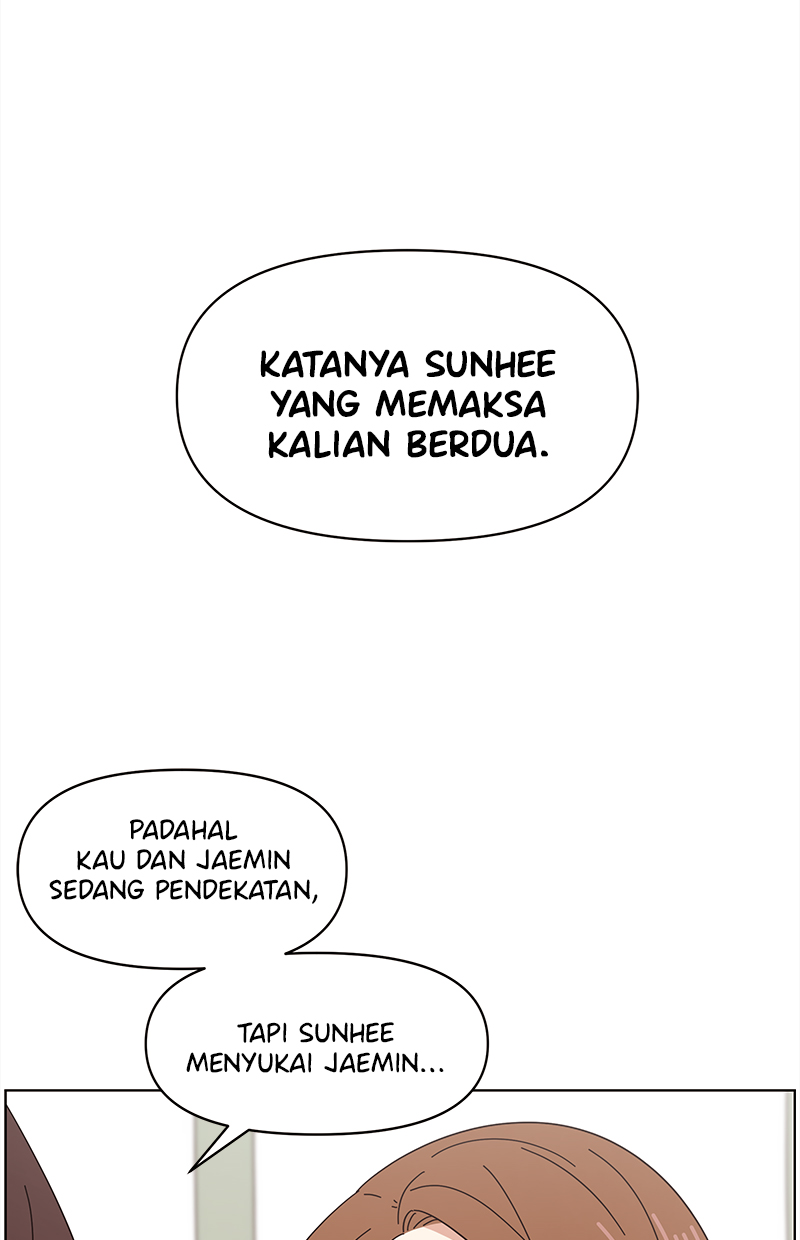 KATANYA SUNHEE
YANG MEMAKSA
KALIAN BERDUA.
PADAHAL
KAU DAN JAEMIN
SEDANG PENDEKATAN,
TAPI SUNHEE
MENYUKAI JAEMIN...